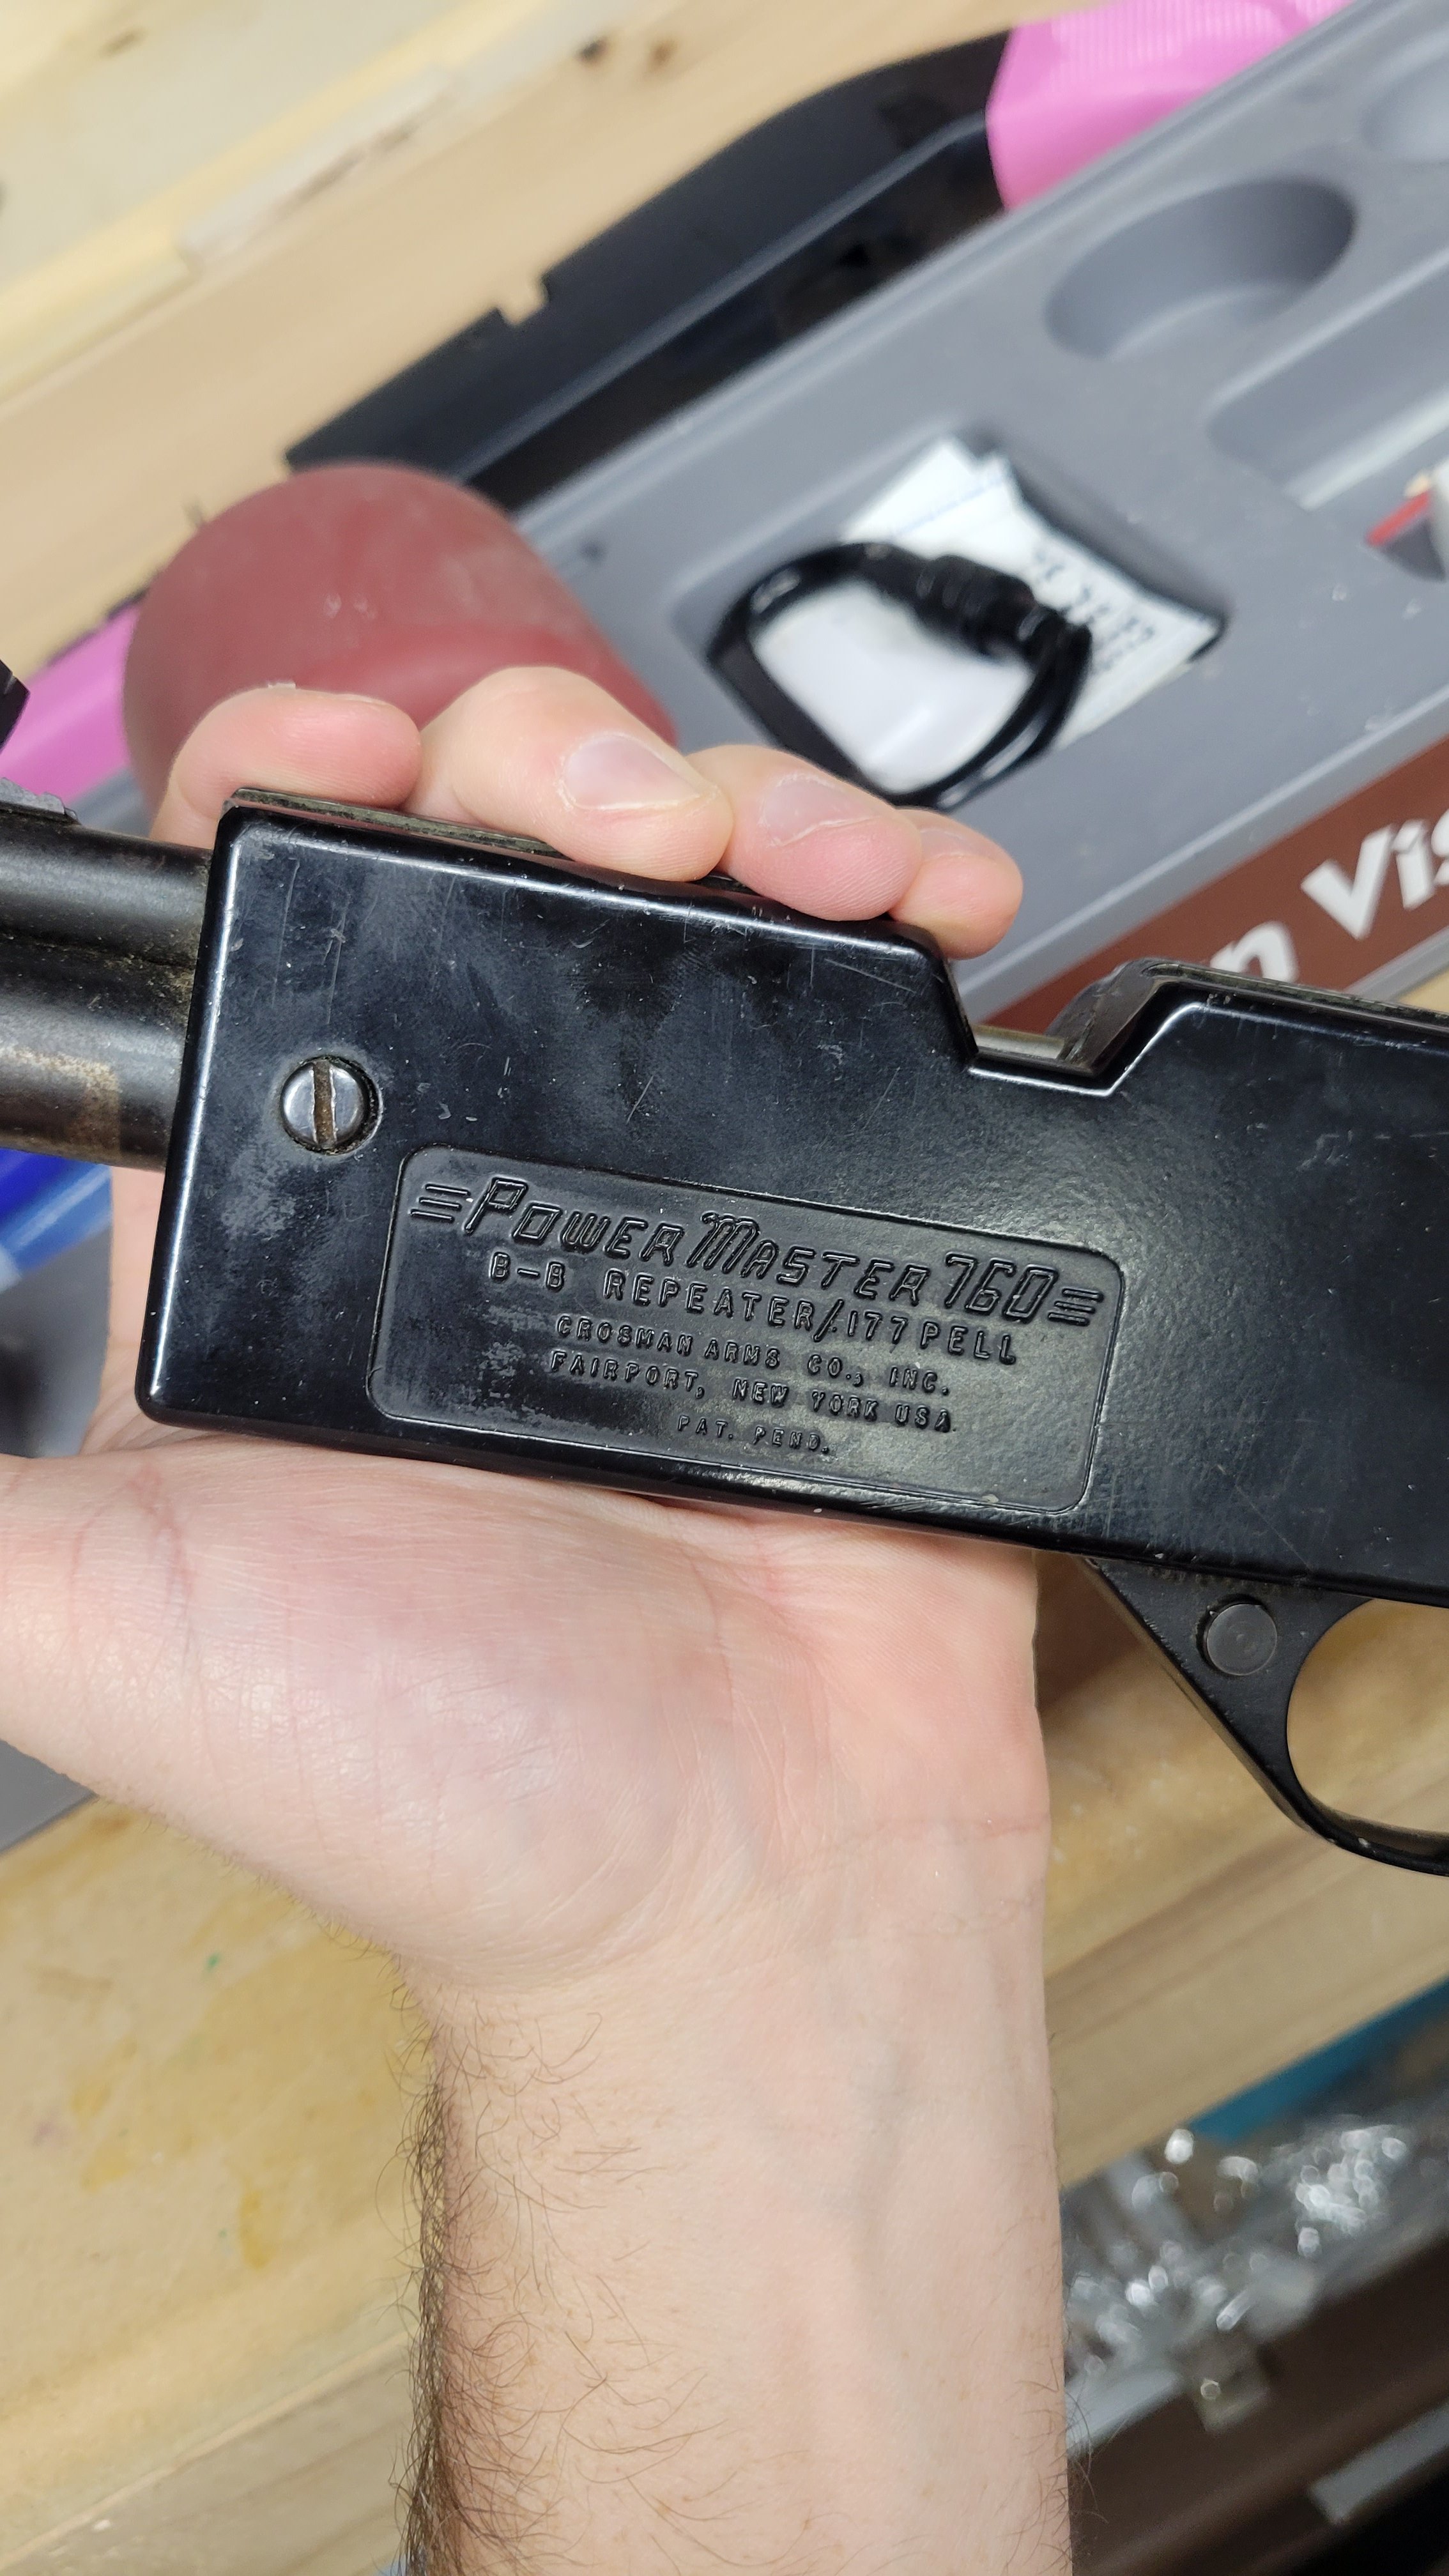 POWERMASTER 760
B-B REPEATER/.177 PELL
CROSMAN ARMS CO., INC.
FAIRPORT, NEW YORK USA
PAT. PEND.